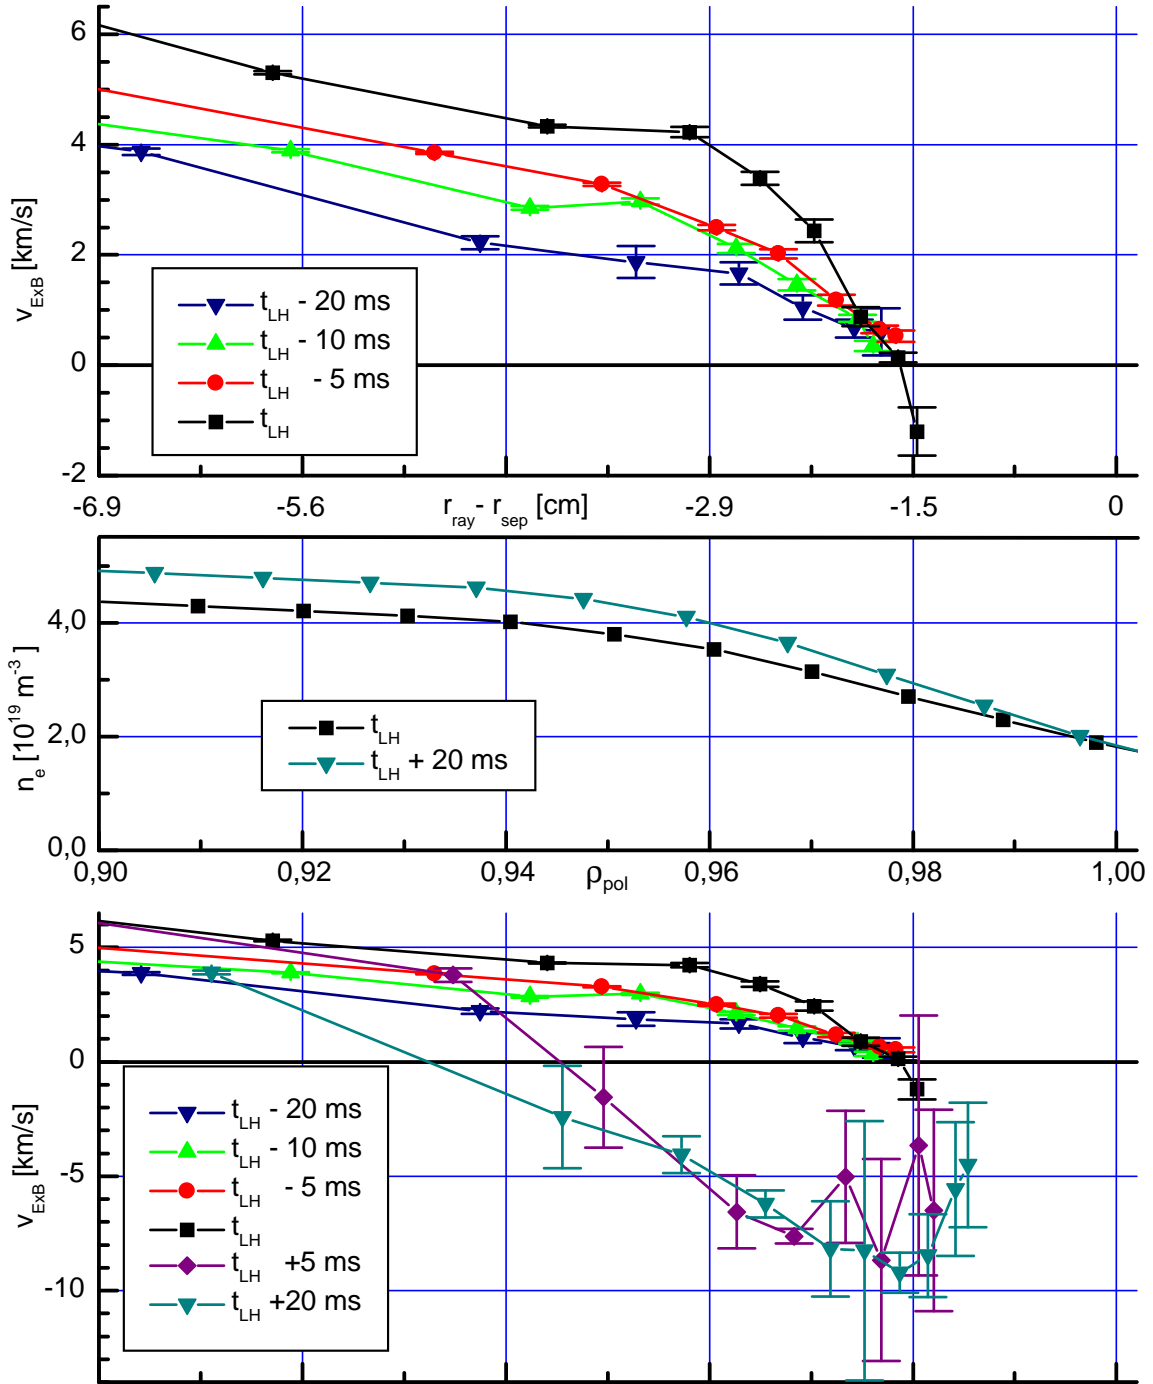 6
4
2
0
-2
v_ExB [km/s]
t_LH - 20 ms
t_LH - 10 ms
t_LH - 5 ms
t_LH
-6.9 -5.6 r_ray - r_sep [cm] -2.9 -1.5 0
4,0
2,0
0,0
n_e [10^19 m^-3]
t_LH
t_LH + 20 ms
0,90 0,92 0,94 ρ_pol 0,96 0,98 1,00
5
0
-5
-10
v_ExB [km/s]
t_LH - 20 ms
t_LH - 10 ms
t_LH - 5 ms
t_LH
t_LH +5 ms
t_LH +20 ms